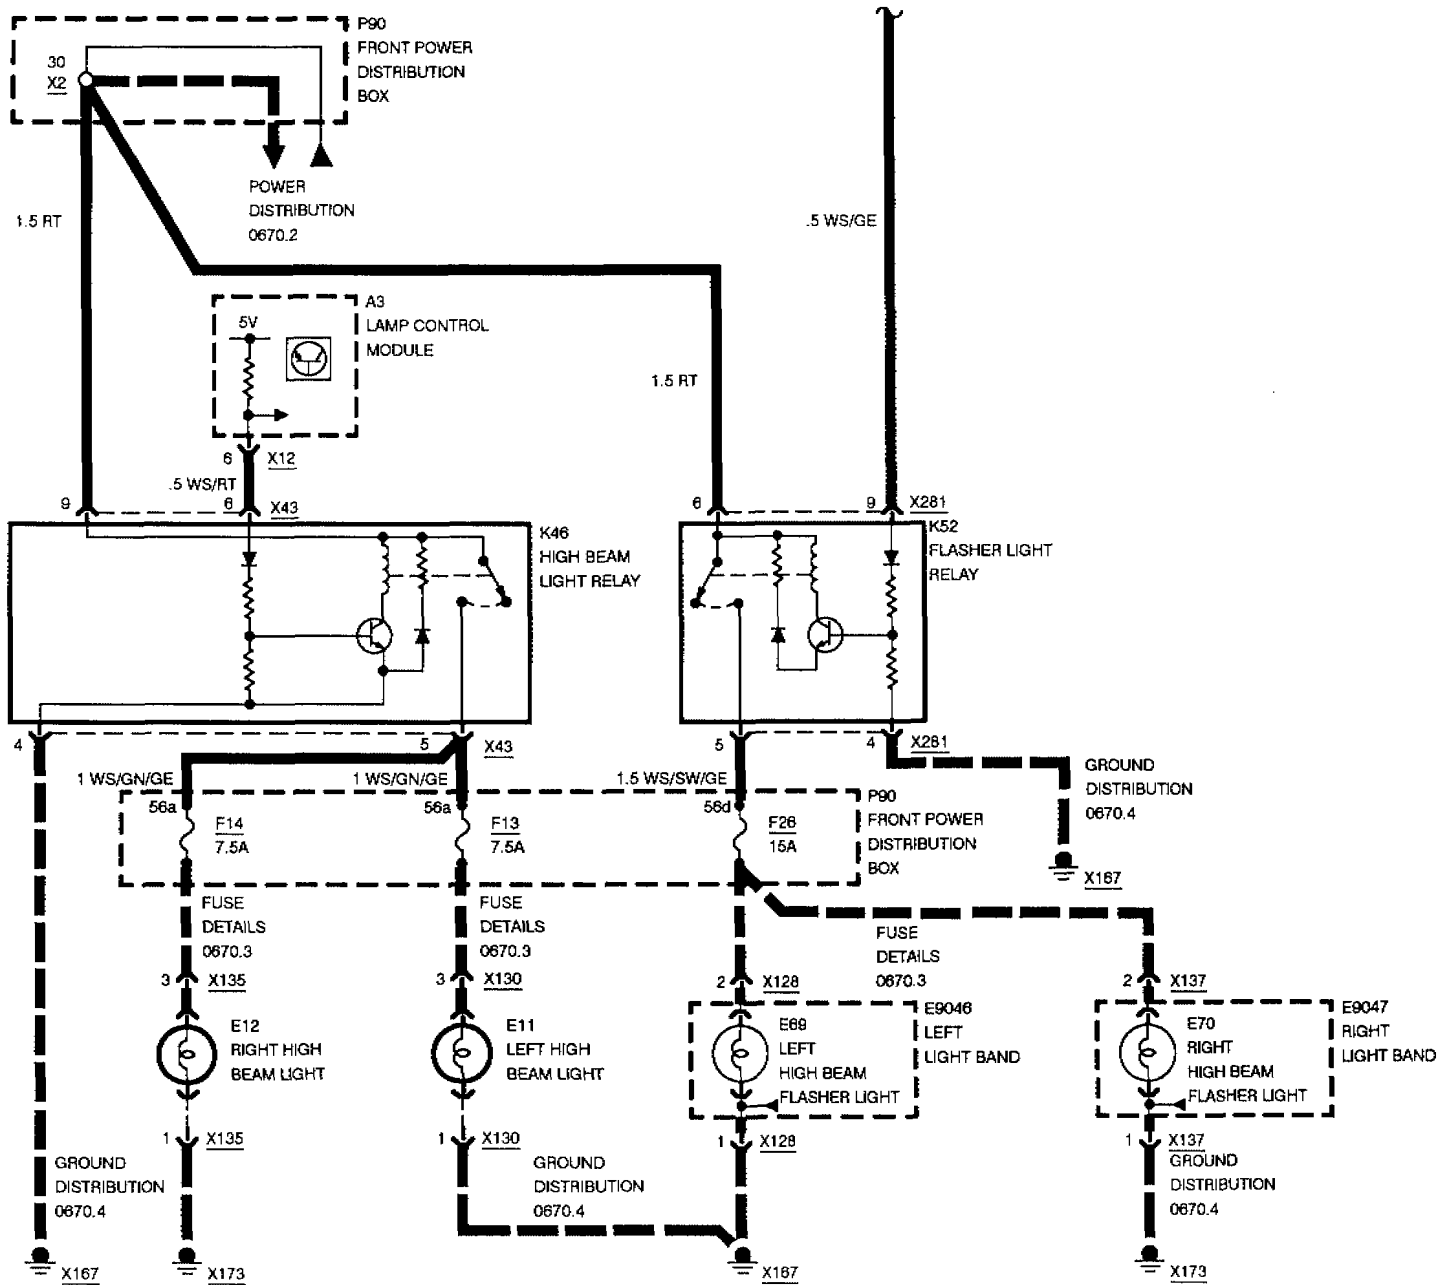 P90
FRONT POWER
DISTRIBUTION
BOX
30
X2
POWER
DISTRIBUTION
0670.2
1.5 RT
.5 WS/GE
A3
LAMP CONTROL
MODULE
5V
1.5 RT
6
X12
.5 WS/RT
9
6
X43
6
9
X281
K46
HIGH BEAM
LIGHT RELAY
K52
FLASHER LIGHT
RELAY
4
5
X43
5
4
X281
1 WS/GN/GE
1 WS/GN/GE
1.5 WS/SW/GE
GROUND
DISTRIBUTION
0670.4
X167
56a
F14
7.5A
56a
F13
7.5A
56d
F26
15A
P90
FRONT POWER
DISTRIBUTION
BOX
FUSE
DETAILS
0670.3
FUSE
DETAILS
0670.3
FUSE
DETAILS
0670.3
3
X135
3
X130
2
X128
2
X137
E12
RIGHT HIGH
BEAM LIGHT
E11
LEFT HIGH
BEAM LIGHT
E69
LEFT
HIGH BEAM
FLASHER LIGHT
E9046
LEFT
LIGHT BAND
E70
RIGHT
HIGH BEAM
FLASHER LIGHT
E9047
RIGHT
LIGHT BAND
1
X135
1
X130
1
X128
1
X137
GROUND
DISTRIBUTION
0670.4
GROUND
DISTRIBUTION
0670.4
GROUND
DISTRIBUTION
0670.4
X167
X173
X167
X173